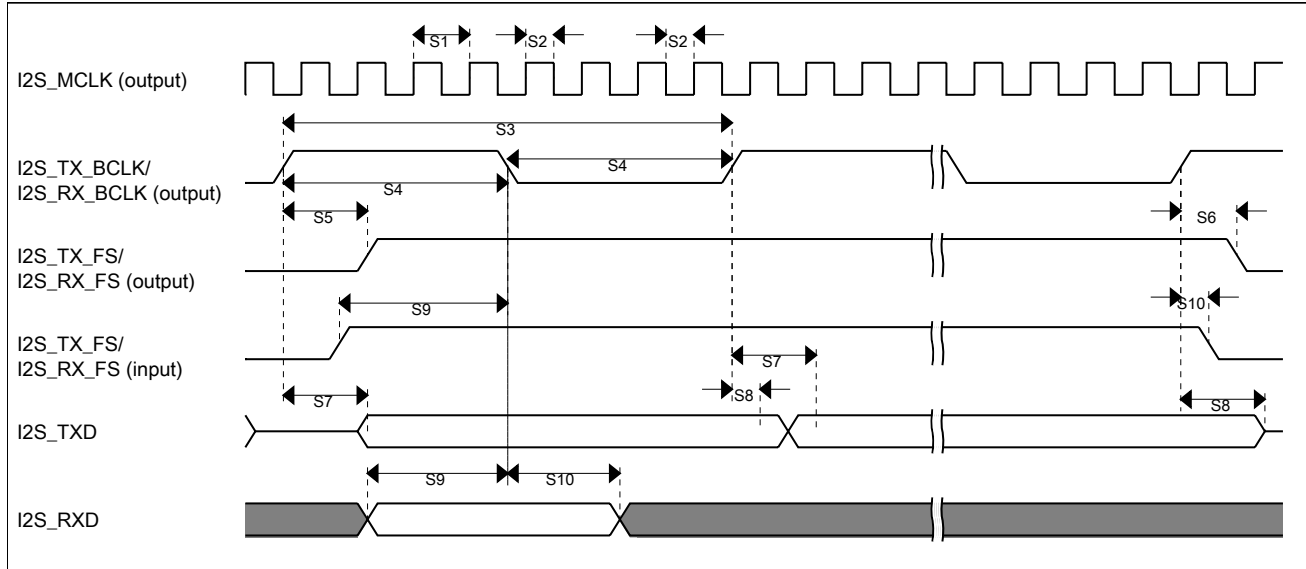 S1
S2
S2
I2S_MCLK (output)
S3
I2S_TX_BCLK/
I2S_RX_BCLK (output)
S4
S4
S5
S6
I2S_TX_FS/
I2S_RX_FS (output)
S9
S10
I2S_TX_FS/
I2S_RX_FS (input)
S7
S7
S8
S8
I2S_TXD
S9
S10
I2S_RXD